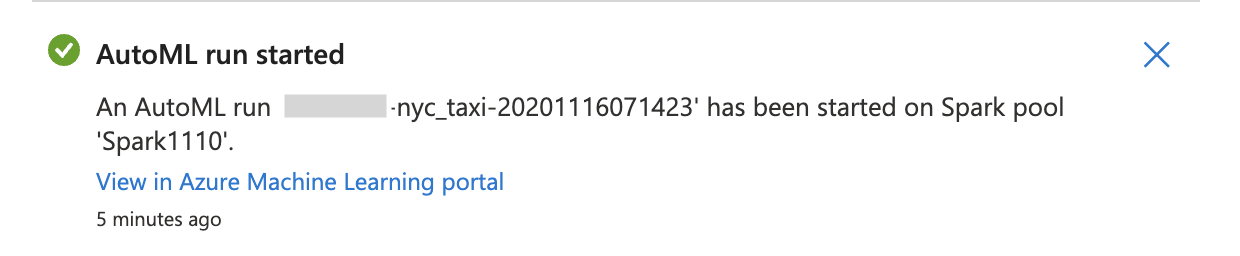 AutoML run started
An AutoML run -nyc_taxi-20201116071423' has been started on Spark pool
'Spark1110'.
View in Azure Machine Learning portal
5 minutes ago